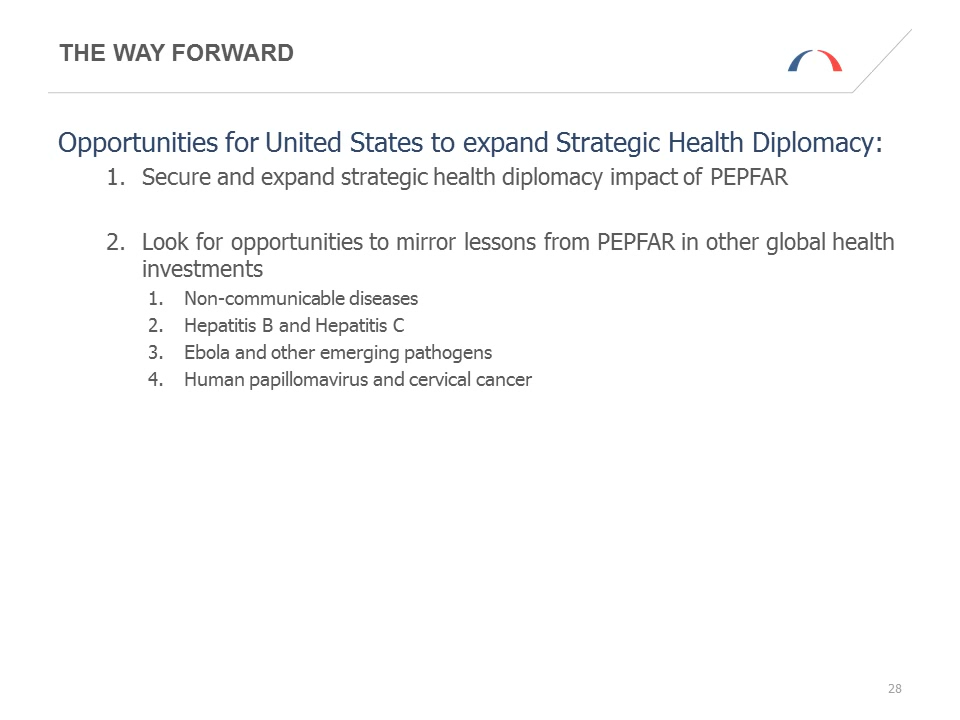 THE WAY FORWARD
Opportunities for United States to expand Strategic Health Diplomacy:
1. Secure and expand strategic health diplomacy impact of PEPFAR
2. Look for opportunities to mirror lessons from PEPFAR in other global health
investments
1. Non-communicable diseases
2. Hepatitis B and Hepatitis C
3. Ebola and other emerging pathogens
4. Human papillomavirus and cervical cancer
28